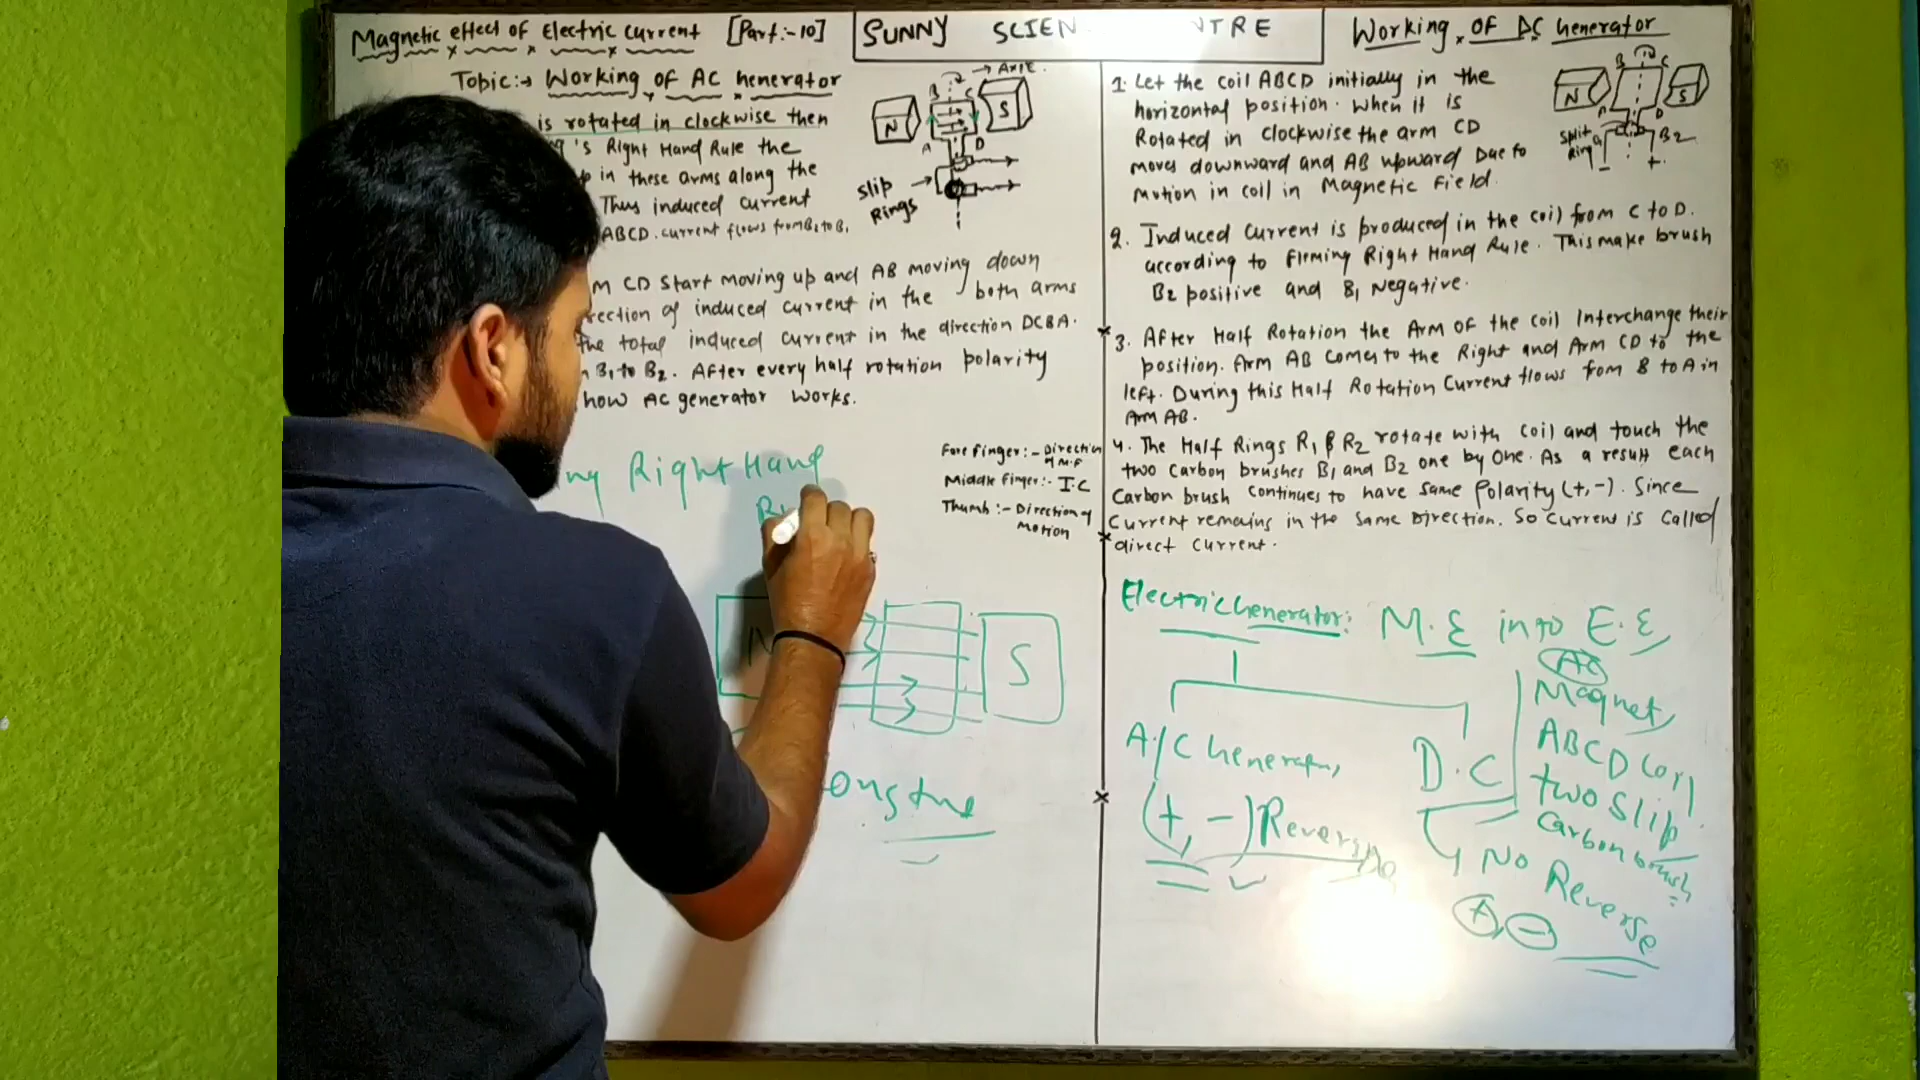 Magnetic effect of Electric Current [Part:-10]
SUNNY SCIEN TRE
Working of DC Generator
Topic:→ Working of AC Generator
is rotated in clockwise then
's Right Hand Rule the
in these arms along the
Thus induced current
ABCD. current flows from B2 to B1
CD Start moving up and AB moving down
of induced current in the both arms
the total induced current in the direction DCBA.
B1 to B2. After every half rotation polarity
how AC generator works.
→ AXIE.
B C
N S
A D
Slip
Rings
Right Hand
Fore finger:- Direction
of M.F
Middle finger:- I.C
Thumb:- Direction of
Motion
N S
1. Let the coil ABCD initially in the
horizontal position. When it is
Rotated in clockwise the arm CD
moves downward and AB upward Due to
Motion in coil in Magnetic Field.
B C
N S
A D
Split
Ring
B2
- +
2. Induced current is produced in the coil from C to D.
according to Fleming Right Hand Rule. This make brush
B2 positive and B1 Negative.
3. After Half Rotation the Arm of the coil Interchange their
position. Arm AB comes to the Right and Arm CD to the
left. During this Half Rotation Current flows from B to A in
Arm AB.
4. The Half Rings R1 & R2 rotate with coil and touch the
two Carbon brushes B1 and B2 one by one. As a result each
Carbon brush continues to have same Polarity (+,-). Since
Current remains in the same Direction. So Current is called
direct current.
Electric Generator: M.E into E.E
A/C Generator
(+, -) Reverse
D.C
No Reverse
+, -
AC
Magnet
ABCD Coil
two Slip
Carbon brush